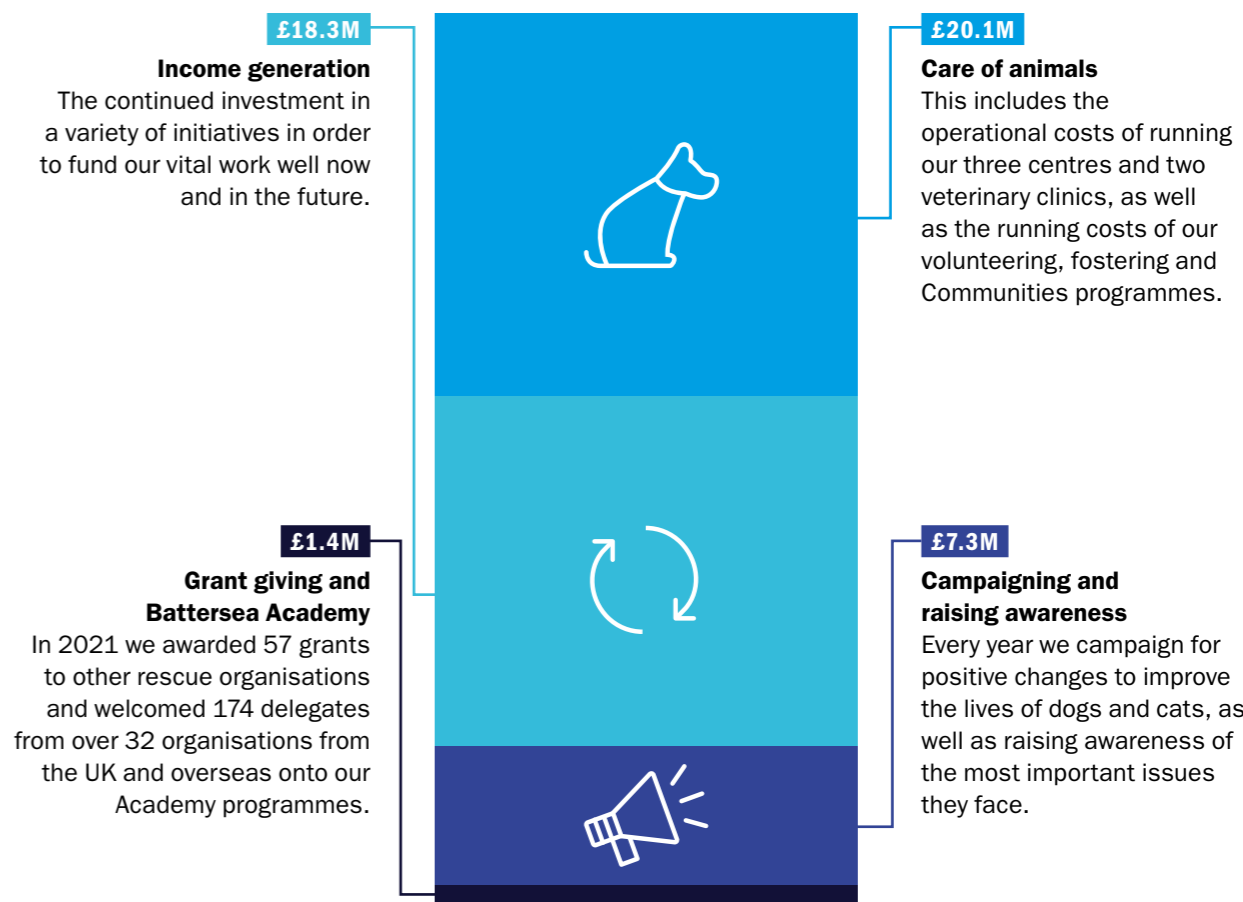 £18.3M
Income generation
The continued investment in
a variety of initiatives in order
to fund our vital work well now
and in the future.
£20.1M
Care of animals
This includes the
operational costs of running
our three centres and two
veterinary clinics, as well
as the running costs of our
volunteering, fostering and
Communities programmes.
£1.4M
Grant giving and
Battersea Academy
In 2021 we awarded 57 grants
to other rescue organisations
and welcomed 174 delegates
from over 32 organisations from
the UK and overseas onto our
Academy programmes.
£7.3M
Campaigning and
raising awareness
Every year we campaign for
positive changes to improve
the lives of dogs and cats, as
well as raising awareness of
the most important issues
they face.